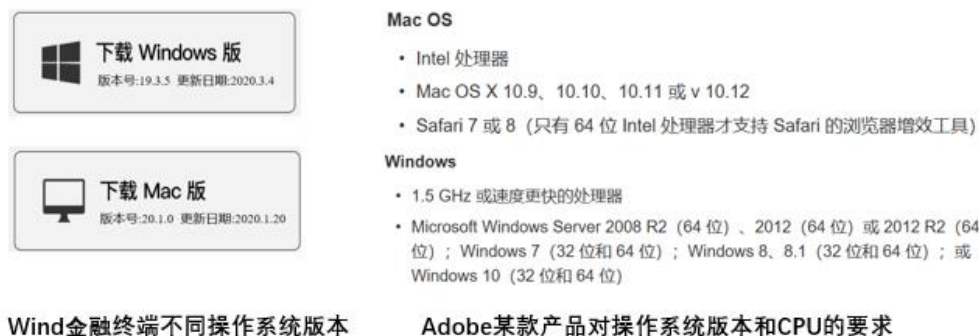 下载 Windows 版
版本号:19.3.5 更新日期:2020.3.4
下载 Mac 版
版本号:20.1.0 更新日期:2020.1.20
Wind金融终端不同操作系统版本
Mac OS
• Intel 处理器
• Mac OS X 10.9、10.10、10.11 或 v 10.12
• Safari 7 或 8（只有 64 位 Intel 处理器才支持 Safari 的浏览器增效工具)
Windows
• 1.5 GHz 或速度更快的处理器
• Microsoft Windows Server 2008 R2（64 位）、2012（64 位）或 2012 R2（64
位）；Windows 7（32 位和 64 位）；Windows 8、8.1（32 位和 64 位）；或
Windows 10（32 位和 64 位）
Adobe某款产品对操作系统版本和CPU的要求